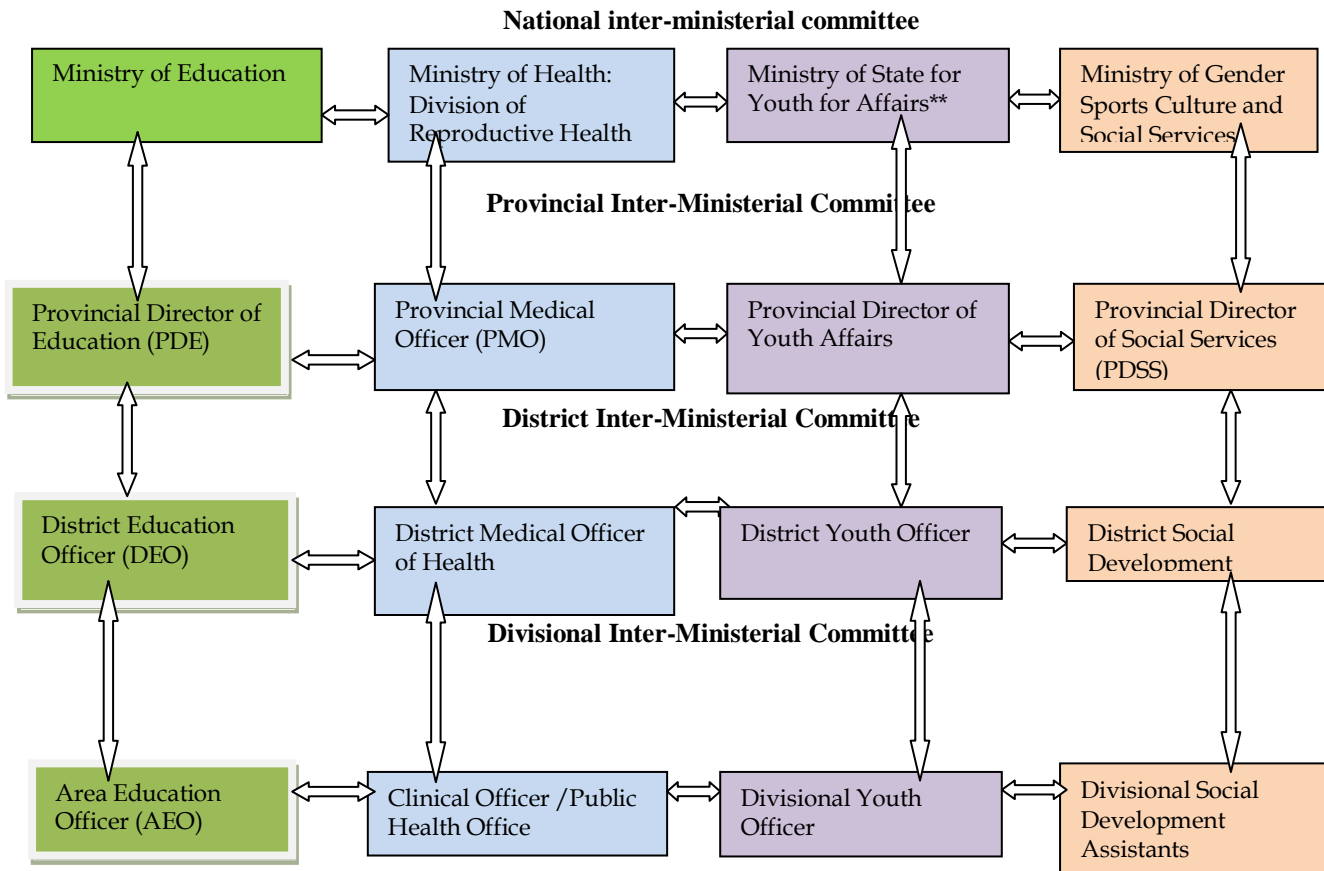 National inter-ministerial committee
Ministry of Education
Ministry of Health:
Division of
Reproductive Health
Ministry of State for
Youth for Affairs**
Ministry of Gender
Sports Culture and
Social Services
Provincial Inter-Ministerial Committee
Provincial Director of
Education (PDE)
Provincial Medical
Officer (PMO)
Provincial Director of
Youth Affairs
Provincial Director
of Social Services
(PDSS)
District Inter-Ministerial Committee
District Education
Officer (DEO)
District Medical Officer
of Health
District Youth Officer
District Social
Development
Divisional Inter-Ministerial Committee
Area Education
Officer (AEO)
Clinical Officer /Public
Health Office
Divisional Youth
Officer
Divisional Social
Development
Assistants